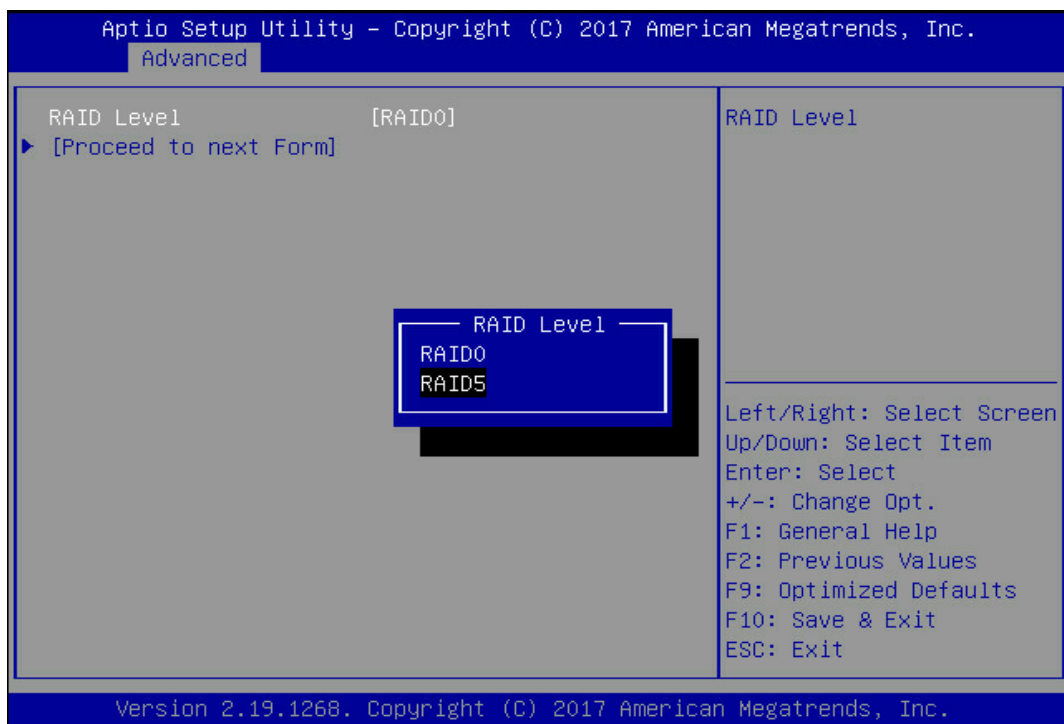 Aptio Setup Utility – Copyright (C) 2017 American Megatrends, Inc.
Advanced
RAID Level [RAID0]
[Proceed to next Form]
RAID Level
RAID Level
RAID0
RAID5
Left/Right: Select Screen
Up/Down: Select Item
Enter: Select
+/-: Change Opt.
F1: General Help
F2: Previous Values
F9: Optimized Defaults
F10: Save & Exit
ESC: Exit
Version 2.19.1268. Copyright (C) 2017 American Megatrends, Inc.